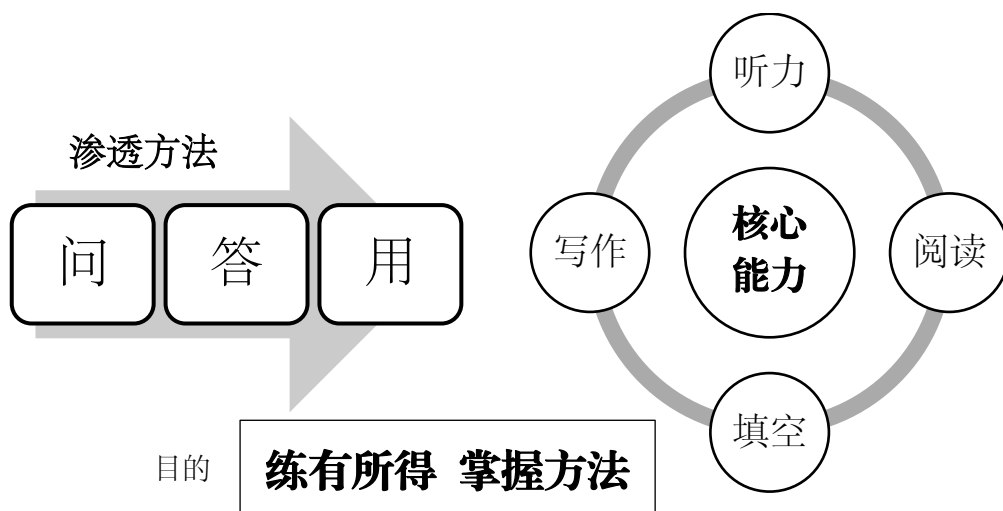 听力
渗透方法
问 答 用
写作
核心
能力
阅读
填空
目的
练有所得 掌握方法